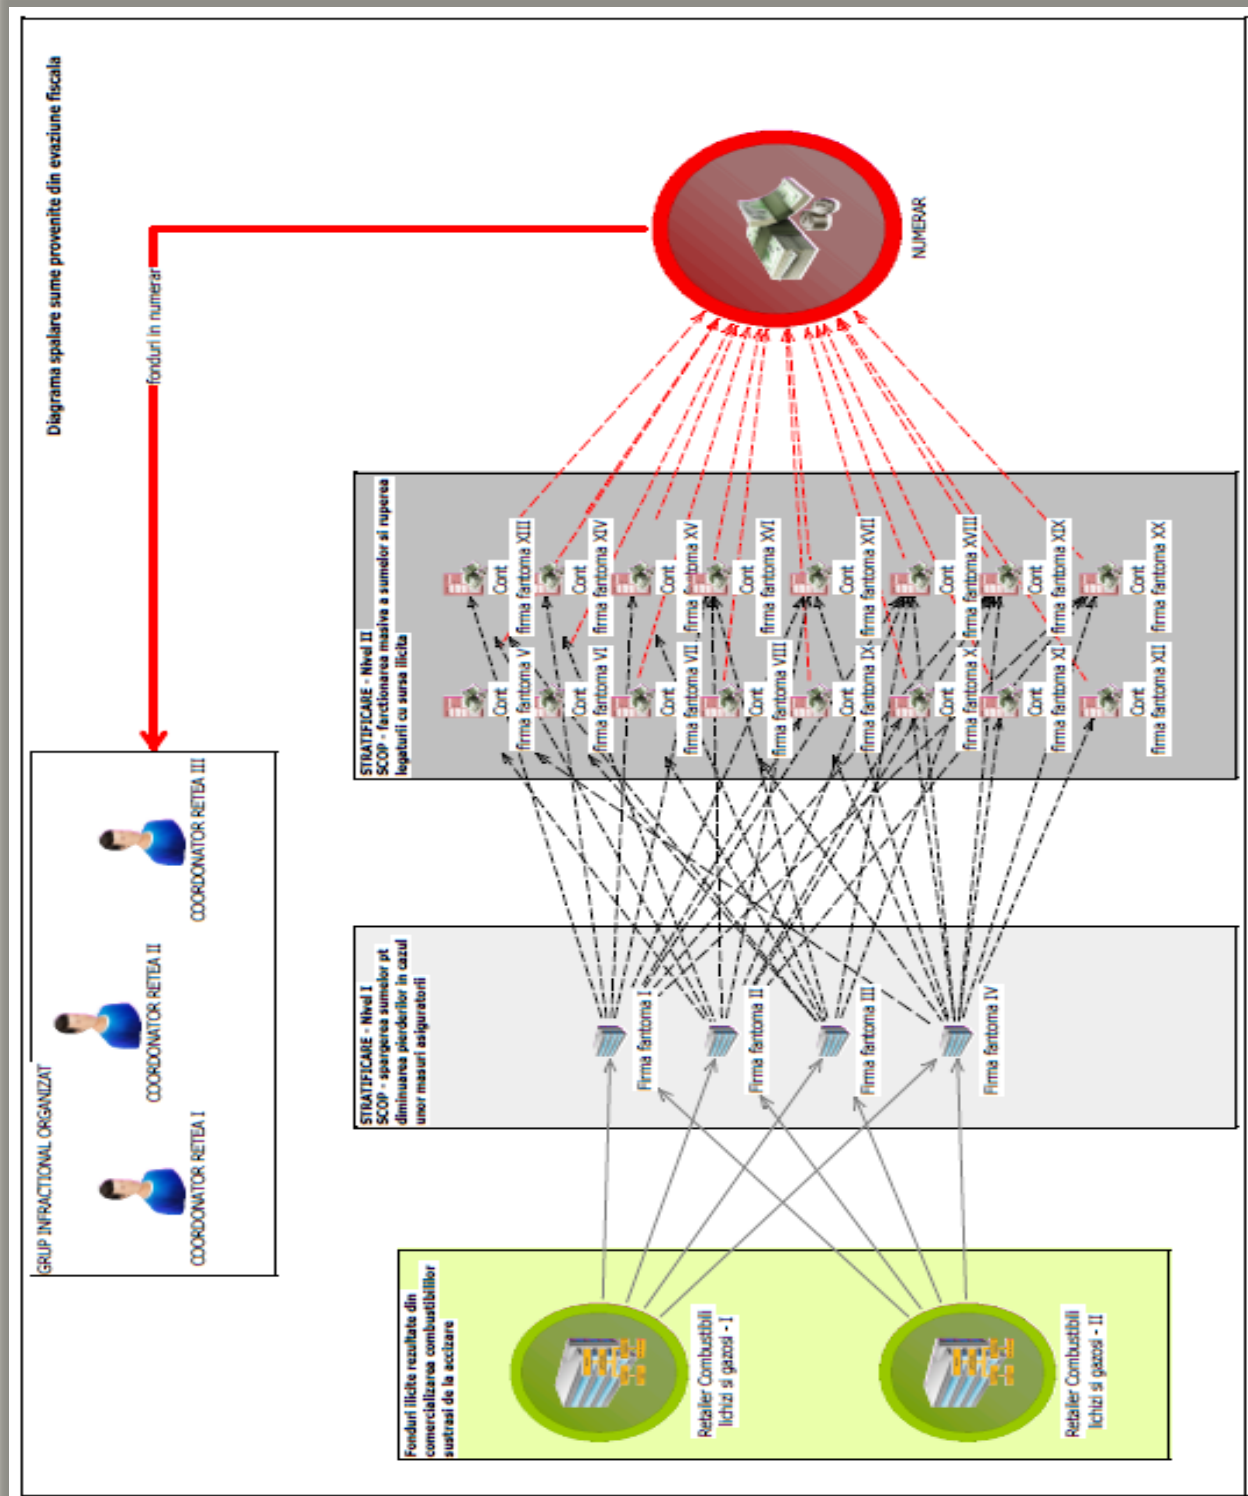 Diagrama spalare sume provenite din evaziune fiscala
GRUP INFRACTIONAL ORGANIZAT
COORDONATOR RETEA I
COORDONATOR RETEA II
COORDONATOR RETEA III
fonduri in numerar
Fonduri ilicite rezultate din
comercializarea combustibililor
sustrasi de la accizare
Retailer Combustibili
lichizi si gazosi - I
Retailer Combustibili
lichizi si gazosi - II
STRATIFICARE - Nivel I
SCOP - spargerea sumelor pt
diminuarea pierderilor in cazul
unor masuri asiguratorii
Firma fantoma I
Firma fantoma II
Firma fantoma III
Firma fantoma IV
STRATIFICARE - Nivel II
SCOP - farctionarea masiva a sumelor si ruperea
legaturii cu sursa ilicita
Cont
firma fantoma V
Cont
firma fantoma VI
Cont
firma fantoma VII
Cont
firma fantoma VIII
Cont
firma fantoma IX
Cont
firma fantoma X
Cont
firma fantoma XI
Cont
firma fantoma XII
Cont
firma fantoma XIII
Cont
firma fantoma XIV
Cont
firma fantoma XV
Cont
firma fantoma XVI
Cont
firma fantoma XVII
Cont
firma fantoma XVIII
Cont
firma fantoma XIX
Cont
firma fantoma XX
NUMERAR